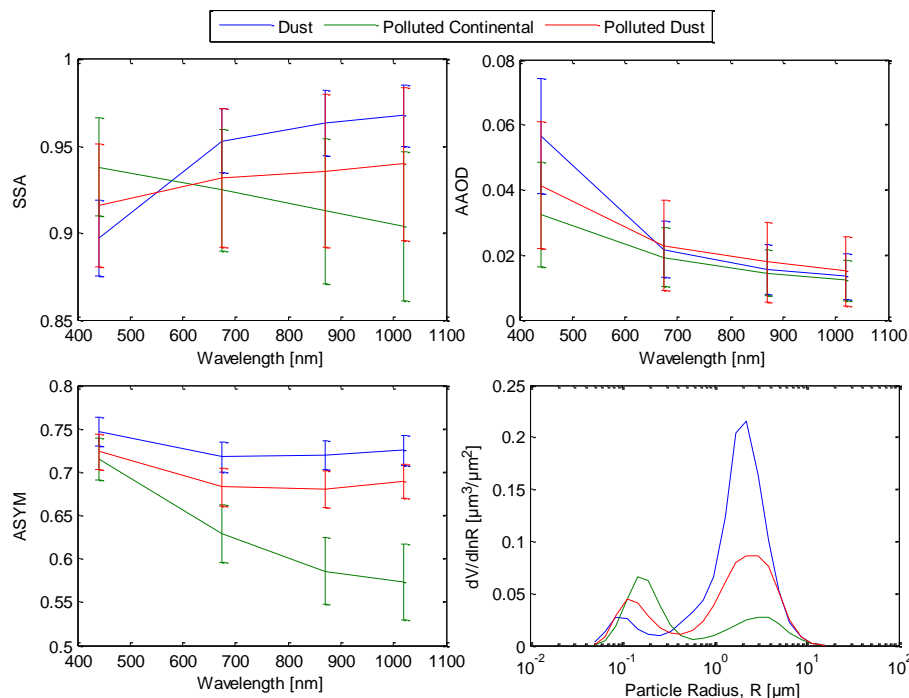 Dust Polluted Continental Polluted Dust
1
0.95
0.9
0.85
SSA
400 500 600 700 800 900 1000 1100
Wavelength [nm]
0.08
0.06
0.04
0.02
0
AAOD
400 500 600 700 800 900 1000 1100
Wavelength [nm]
0.8
0.75
0.7
0.65
0.6
0.55
0.5
ASYM
400 500 600 700 800 900 1000 1100
Wavelength [nm]
0.25
0.2
0.15
0.1
0.05
0
dV/dlnR [µm³/µm²]
10⁻² 10⁻¹ 10⁰ 10¹ 10²
Particle Radius, R [µm]